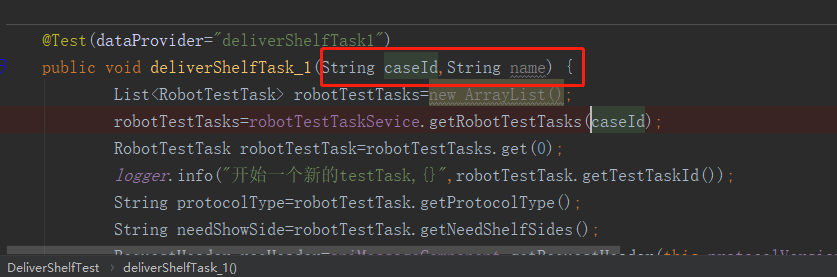 @Test(dataProvider="deliverShelfTask1")
public void deliverShelfTask_1(String caseId,String name) {
List<RobotTestTask> robotTestTasks=new ArrayList();
robotTestTasks=robotTestTaskSevice.getRobotTestTasks(caseId);
RobotTestTask robotTestTask=robotTestTasks.get(0);
logger.info("开始一个新的testTask,{}",robotTestTask.getTestTaskId());
String protocolType=robotTestTask.getProtocolType();
String needShowSide=robotTestTask.getNeedShelfSides();
DeliverShelfTest › deliverShelfTask_1()